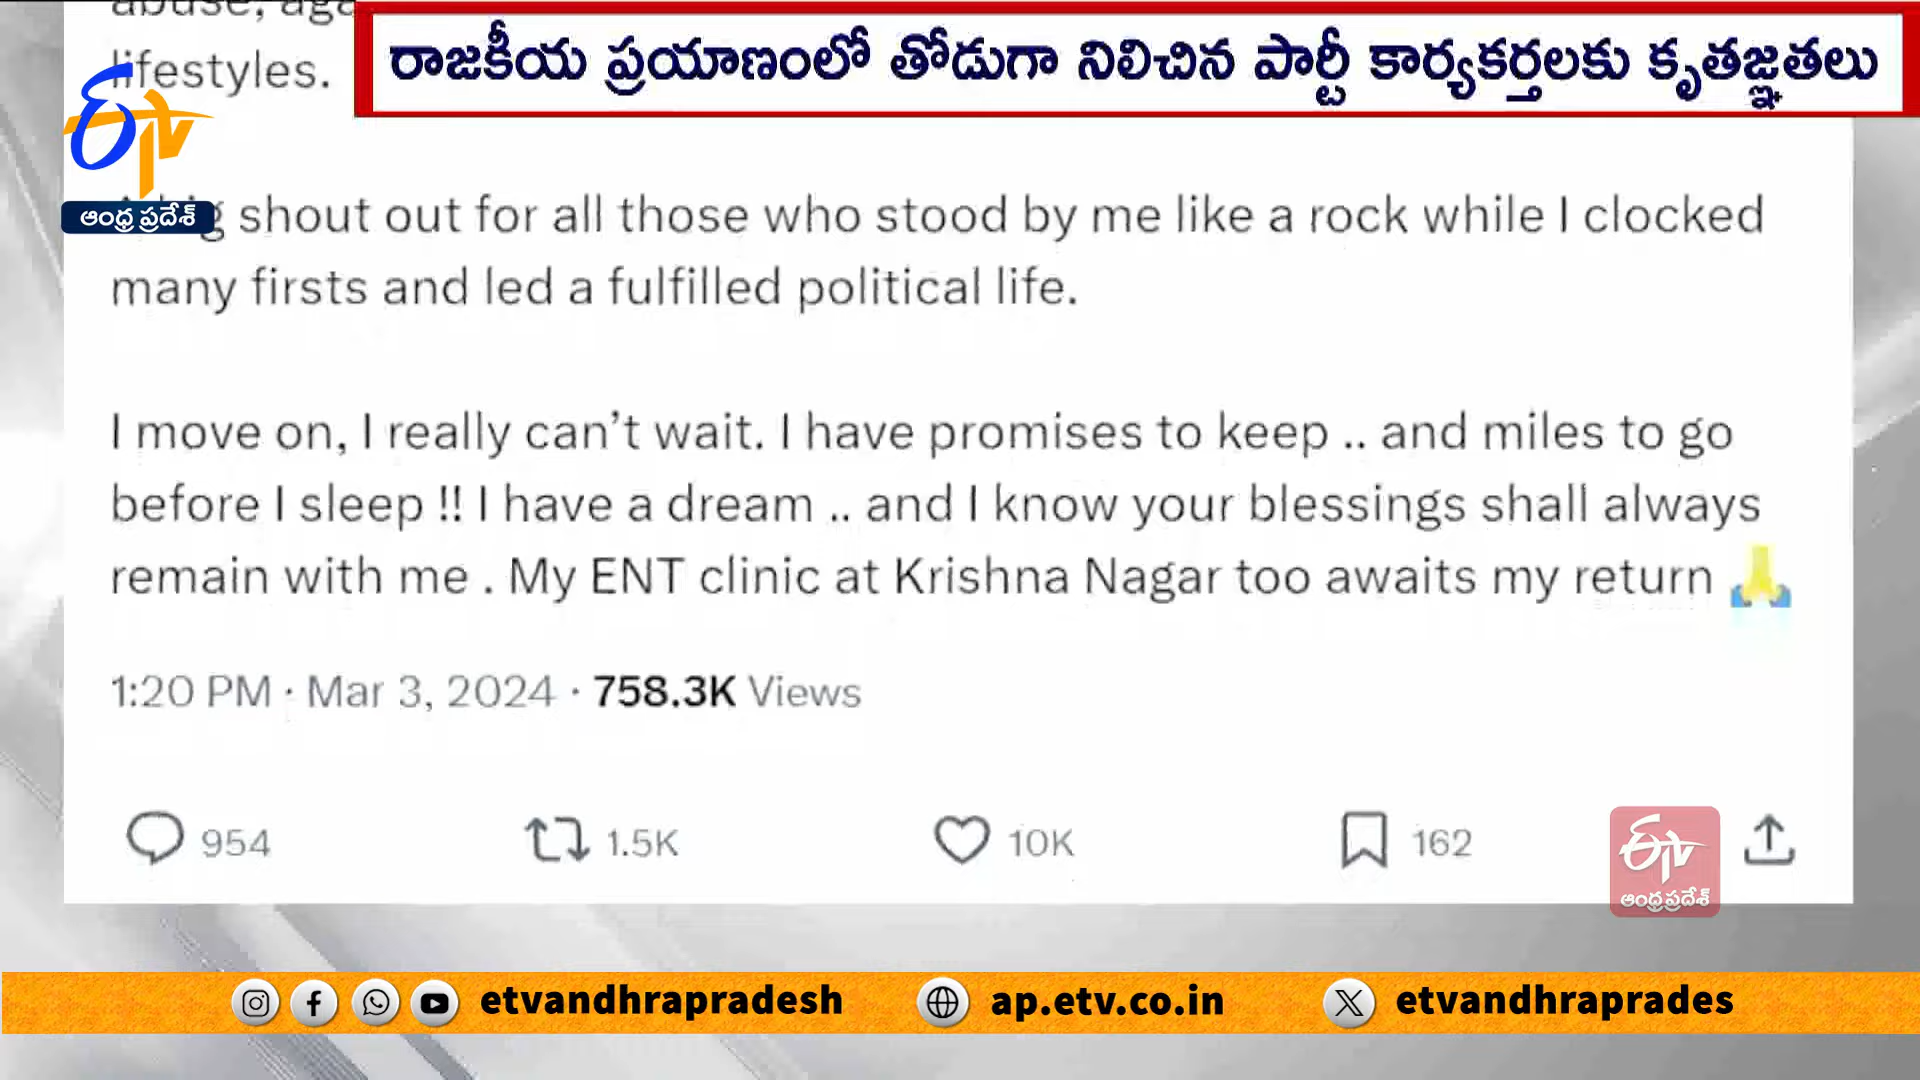 lifestyles.
రాజకీయ ప్రయాణంలో తోడుగా నిలిచిన పార్టీ కార్యకర్తలకు కృతజ్ఞతలు
ETV
ఆంధ్ర ప్రదేశ్
shout out for all those who stood by me like a rock while I clocked
many firsts and led a fulfilled political life.
I move on, I really can’t wait. I have promises to keep .. and miles to go
before I sleep !! I have a dream .. and I know your blessings shall always
remain with me . My ENT clinic at Krishna Nagar too awaits my return 🙏
1:20 PM · Mar 3, 2024 · 758.3K Views
954 1.5K 10K 162
ETV
ఆంధ్రప్రదేశ్
etvandhrapradesh ap.etv.co.in etvandhraprades